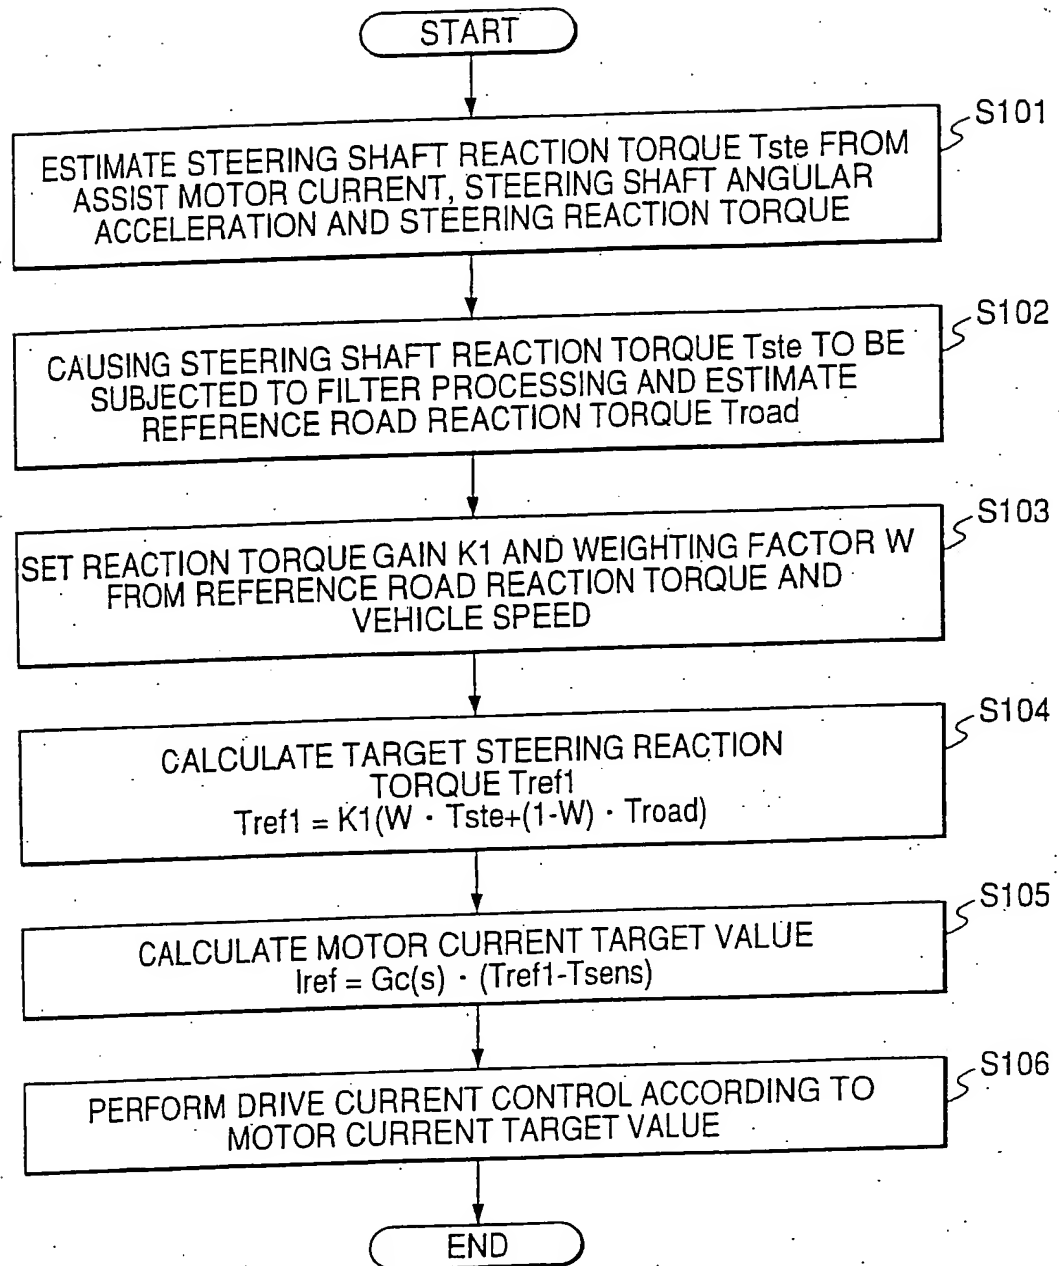 START
S101
ESTIMATE STEERING SHAFT REACTION TORQUE Tste FROM
ASSIST MOTOR CURRENT, STEERING SHAFT ANGULAR
ACCELERATION AND STEERING REACTION TORQUE
S102
CAUSING STEERING SHAFT REACTION TORQUE Tste TO BE
SUBJECTED TO FILTER PROCESSING AND ESTIMATE
REFERENCE ROAD REACTION TORQUE Troad
S103
SET REACTION TORQUE GAIN K1 AND WEIGHTING FACTOR W
FROM REFERENCE ROAD REACTION TORQUE AND
VEHICLE SPEED
S104
CALCULATE TARGET STEERING REACTION
TORQUE Tref1
Tref1 = K1(W · Tste+(1-W) · Troad)
S105
CALCULATE MOTOR CURRENT TARGET VALUE
Iref = Gc(s) · (Tref1-Tsens)
S106
PERFORM DRIVE CURRENT CONTROL ACCORDING TO
MOTOR CURRENT TARGET VALUE
END